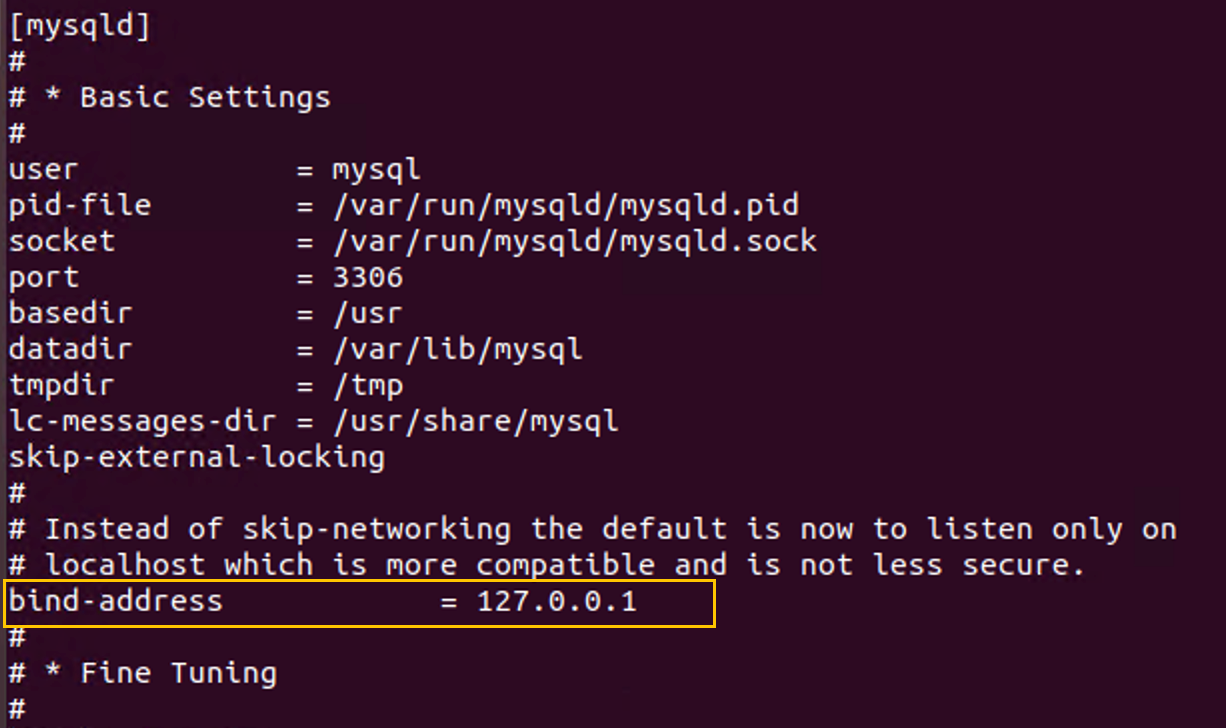 [mysqld]
#
# * Basic Settings
#
user            = mysql
pid-file        = /var/run/mysqld/mysqld.pid
socket          = /var/run/mysqld/mysqld.sock
port            = 3306
basedir         = /usr
datadir         = /var/lib/mysql
tmpdir          = /tmp
lc-messages-dir = /usr/share/mysql
skip-external-locking
#
# Instead of skip-networking the default is now to listen only on
# localhost which is more compatible and is not less secure.
bind-address            = 127.0.0.1
#
# * Fine Tuning
#